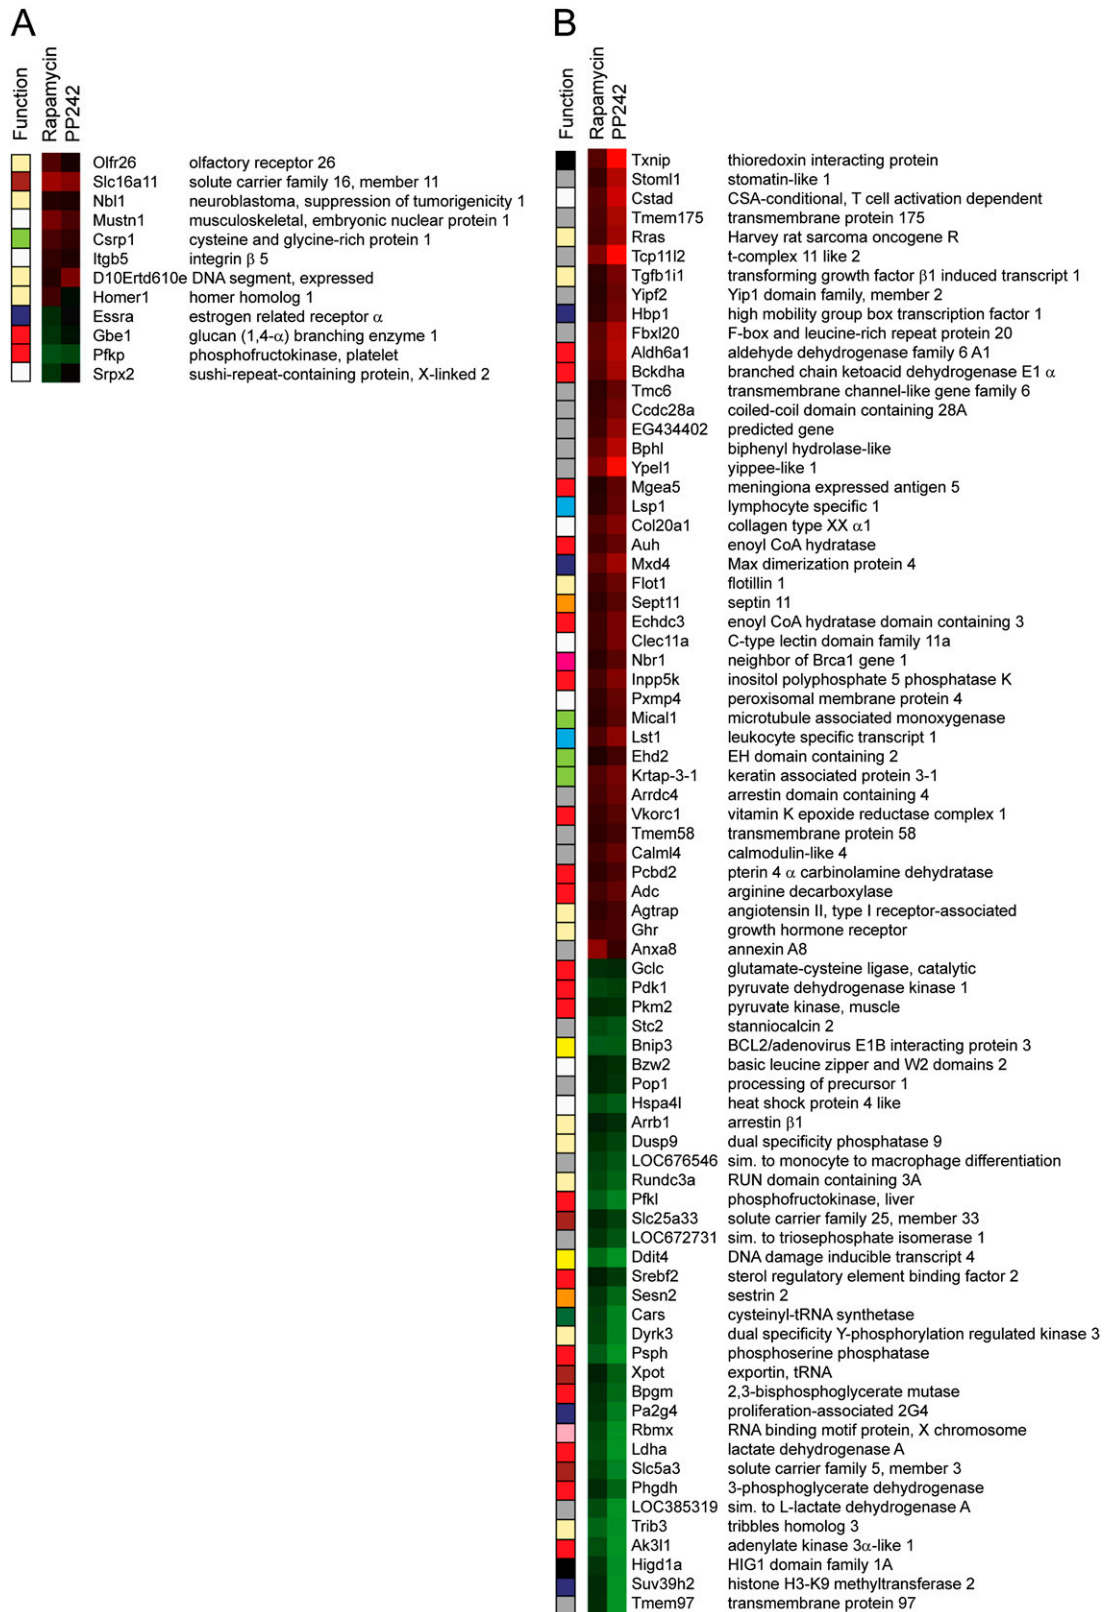 A
Function
Rapamycin
PP242
Olfr26 olfactory receptor 26
Slc16a11 solute carrier family 16, member 11
Nbl1 neuroblastoma, suppression of tumorigenicity 1
Mustn1 musculoskeletal, embryonic nuclear protein 1
Csrp1 cysteine and glycine-rich protein 1
Itgb5 integrin β 5
D10Ertd610e DNA segment, expressed
Homer1 homer homolog 1
Essra estrogen related receptor α
Gbe1 glucan (1,4-α) branching enzyme 1
Pfkp phosphofructokinase, platelet
Srpx2 sushi-repeat-containing protein, X-linked 2
B
Function
Rapamycin
PP242
Txnip thioredoxin interacting protein
Stoml1 stomatin-like 1
Cstad CSA-conditional, T cell activation dependent
Tmem175 transmembrane protein 175
Rras Harvey rat sarcoma oncogene R
Tcp11l2 t-complex 11 like 2
Tgfb1i1 transforming growth factor β1 induced transcript 1
Yipf2 Yip1 domain family, member 2
Hbp1 high mobility group box transcription factor 1
Fbxl20 F-box and leucine-rich repeat protein 20
Aldh6a1 aldehyde dehydrogenase family 6 A1
Bckdha branched chain ketoacid dehydrogenase E1 α
Tmc6 transmembrane channel-like gene family 6
Ccdc28a coiled-coil domain containing 28A
EG434402 predicted gene
Bphl biphenyl hydrolase-like
Ypel1 yippee-like 1
Mgea5 meningiona expressed antigen 5
Lsp1 lymphocyte specific 1
Col20a1 collagen type XX α1
Auh enoyl CoA hydratase
Mxd4 Max dimerization protein 4
Flot1 flotillin 1
Sept11 septin 11
Echdc3 enoyl CoA hydratase domain containing 3
Clec11a C-type lectin domain family 11a
Nbr1 neighbor of Brca1 gene 1
Inpp5k inositol polyphosphate 5 phosphatase K
Pxmp4 peroxisomal membrane protein 4
Mical1 microtubule associated monoxygenase
Lst1 leukocyte specific transcript 1
Ehd2 EH domain containing 2
Krtap-3-1 keratin associated protein 3-1
Arrdc4 arrestin domain containing 4
Vkorc1 vitamin K epoxide reductase complex 1
Tmem58 transmembrane protein 58
Calml4 calmodulin-like 4
Pcbd2 pterin 4 α carbinolamine dehydratase
Adc arginine decarboxylase
Agtrap angiotensin II, type I receptor-associated
Ghr growth hormone receptor
Anxa8 annexin A8
Gclc glutamate-cysteine ligase, catalytic
Pdk1 pyruvate dehydrogenase kinase 1
Pkm2 pyruvate kinase, muscle
Stc2 stanniocalcin 2
Bnip3 BCL2/adenovirus E1B interacting protein 3
Bzw2 basic leucine zipper and W2 domains 2
Pop1 processing of precursor 1
Hspa4l heat shock protein 4 like
Arrb1 arrestin β1
Dusp9 dual specificity phosphatase 9
LOC676546 sim. to monocyte to macrophage differentiation
Rundc3a RUN domain containing 3A
Pfkl phosphofructokinase, liver
Slc25a33 solute carrier family 25, member 33
LOC672731 sim. to triosephosphate isomerase 1
Ddit4 DNA damage inducible transcript 4
Srebf2 sterol regulatory element binding factor 2
Sesn2 sestrin 2
Cars cysteinyl-tRNA synthetase
Dyrk3 dual specificity Y-phosphorylation regulated kinase 3
Psph phosphoserine phosphatase
Xpot exportin, tRNA
Bpgm 2,3-bisphosphoglycerate mutase
Pa2g4 proliferation-associated 2G4
Rbmx RNA binding motif protein, X chromosome
Ldha lactate dehydrogenase A
Slc5a3 solute carrier family 5, member 3
Phgdh 3-phosphoglycerate dehydrogenase
LOC385319 sim. to L-lactate dehydrogenase A
Trib3 tribbles homolog 3
Ak3l1 adenylate kinase 3α-like 1
Higd1a HIG1 domain family 1A
Suv39h2 histone H3-K9 methyltransferase 2
Tmem97 transmembrane protein 97